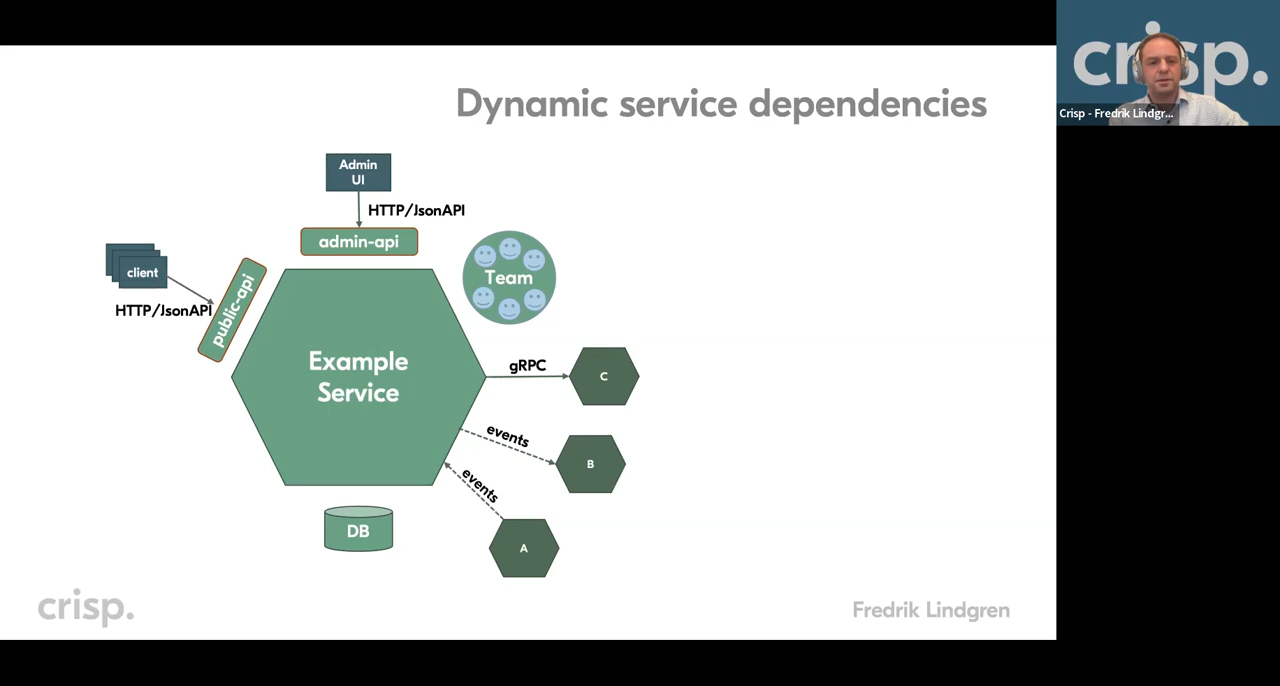 Dynamic service dependencies
Admin
UI
HTTP/JsonAPI
admin-api
client
HTTP/JsonAPI
public-api
Team
Example
Service
gRPC
C
events
B
events
A
DB
crisp.
Fredrik Lindgren
crisp.
Crisp - Fredrik Lindgr...